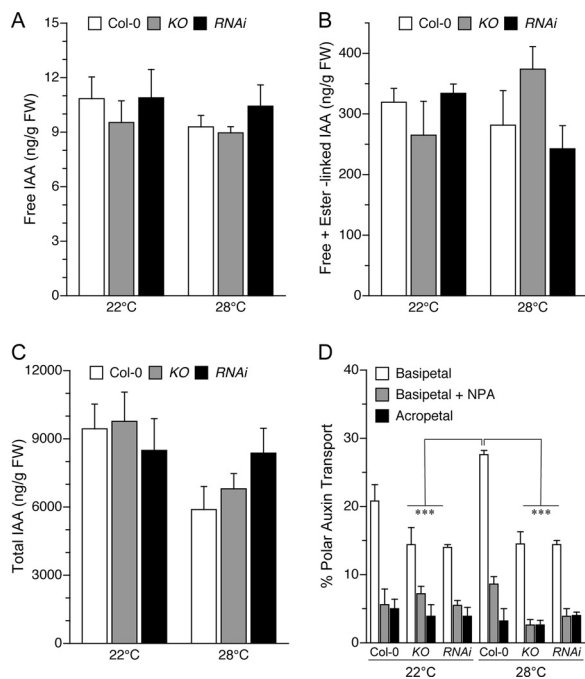 A
Col-0 KO RNAi
Free IAA (ng/g FW)
15
12
9
6
3
0
22°C 28°C
B
Col-0 KO RNAi
Free + Ester -linked IAA (ng/g FW)
400
300
200
100
0
22°C 28°C
C
Col-0 KO RNAi
Total IAA (ng/g FW)
12000
9000
6000
3000
0
22°C 28°C
D
Basipetal
Basipetal + NPA
Acropetal
% Polar Auxin Transport
40
30
20
10
0
*** ***
Col-0 KO RNAi Col-0 KO RNAi
22°C 28°C